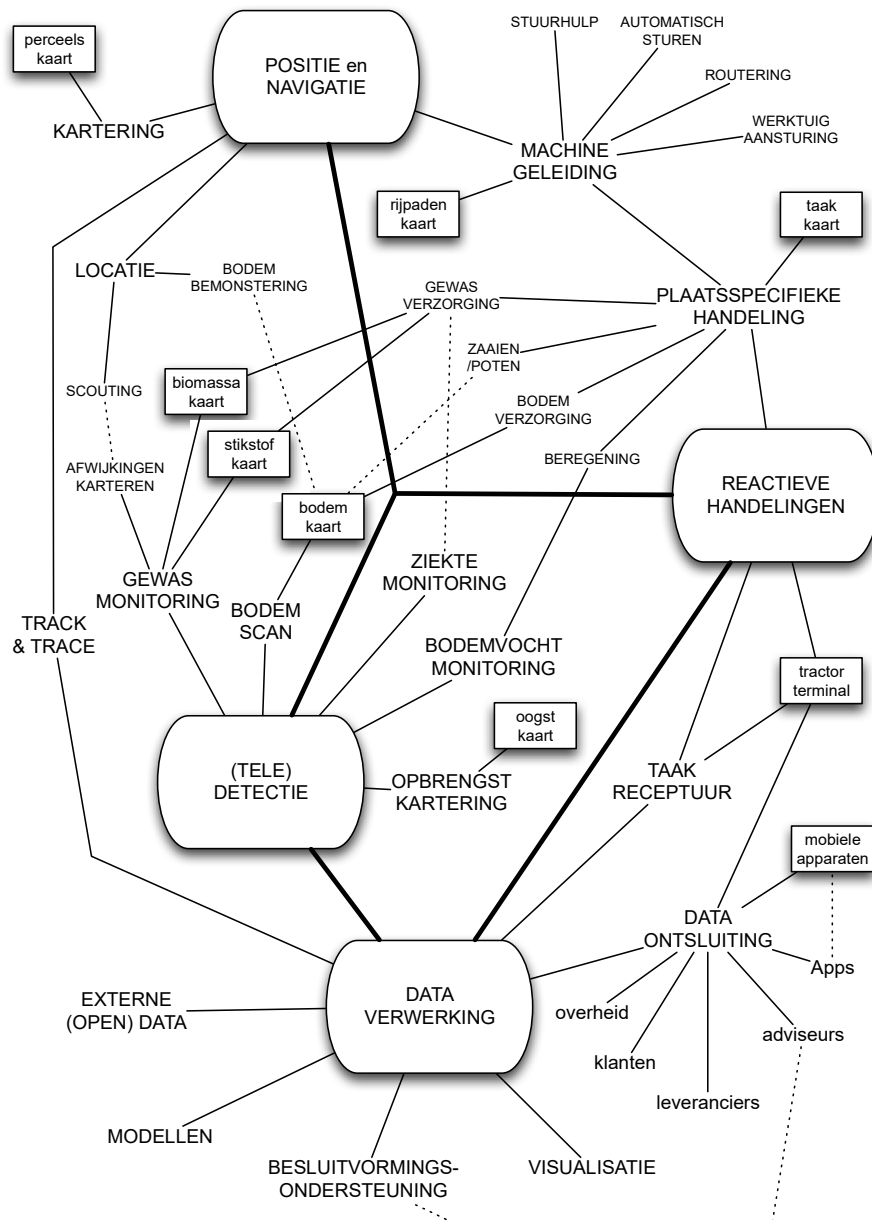 STUURHULP
AUTOMATISCH
STUREN
perceels
kaart
POSITIE en
NAVIGATIE
ROUTERING
KARTERING
WERKTUIG
AANSTURING
MACHINE
GELEIDING
rijpaden
kaart
taak
kaart
LOCATIE
BODEM
BEMONSTERING
GEWAS
VERZORGING
PLAATSSPECIFIEKE
HANDELING
ZAAIEN
/POTEN
SCOUTING
biomassa
kaart
BODEM
VERZORGING
stikstof
kaart
AFWIJKINGEN
KARTEREN
BEREGENING
REACTIEVE
HANDELINGEN
bodem
kaart
GEWAS
MONITORING
ZIEKTE
MONITORING
BODEM
SCAN
TRACK
& TRACE
BODEMVOCHT
MONITORING
tractor
terminal
oogst
kaart
(TELE)
DETECTIE
OPBRENGST
KARTERING
TAAK
RECEPTUUR
mobiele
apparaten
DATA
ONTSLUITING
Apps
EXTERNE
(OPEN) DATA
DATA
VERWERKING
overheid
adviseurs
klanten
leveranciers
MODELLEN
BESLUITVORMINGS-
ONDERSTEUNING
VISUALISATIE